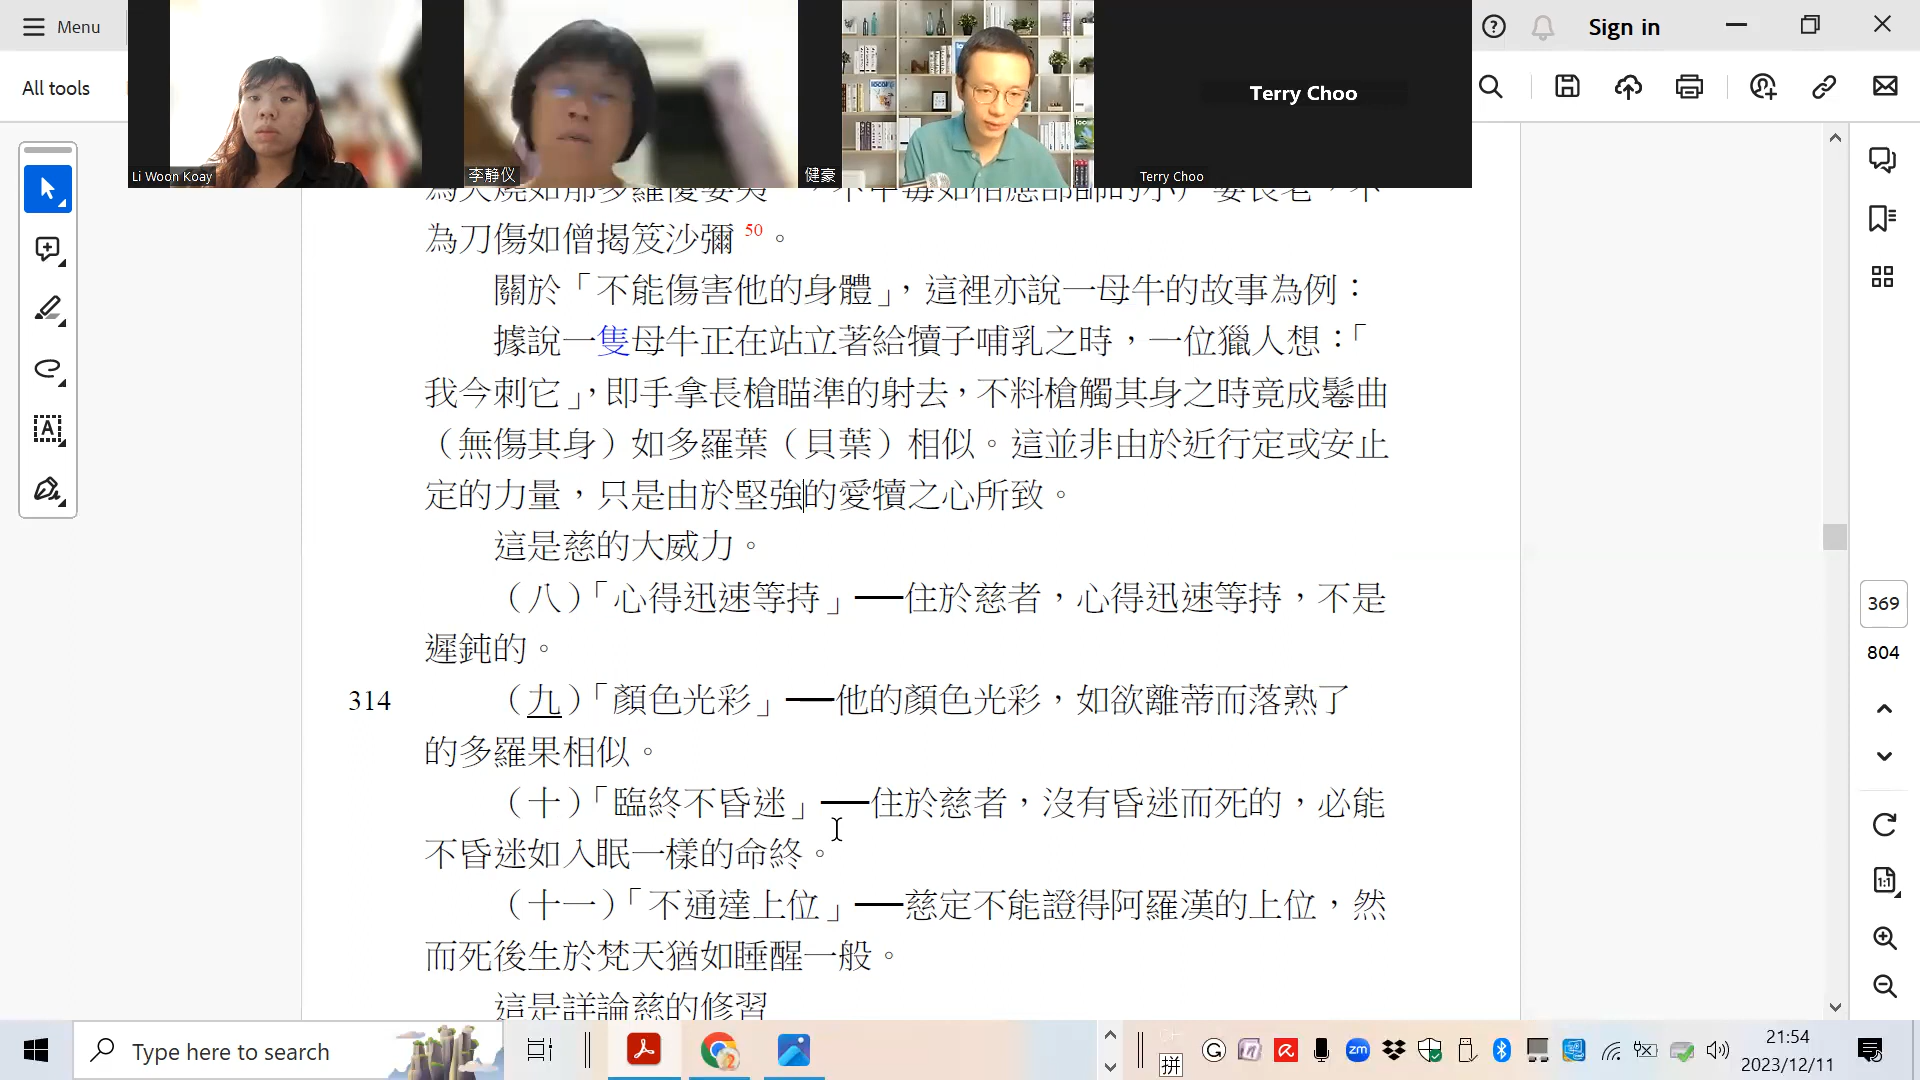 Menu
Sign in
All tools
Terry Choo
Li Woon Koay
李静仪
健豪
Terry Choo
為刀傷如僧揭笈沙彌 50 。
關於「不能傷害他的身體」，這裡亦說一母牛的故事為例：
據說一隻母牛正在站立著給犢子哺乳之時，一位獵人想：「
我今刺它」，即手拿長槍瞄準的射去，不料槍觸其身之時竟成鬈曲
（無傷其身）如多羅葉（貝葉）相似。這並非由於近行定或安止
定的力量，只是由於堅強的愛犢之心所致。
這是慈的大威力。
（八）「心得迅速等持」──住於慈者，心得迅速等持，不是
遲鈍的。
314 （九）「顏色光彩」──他的顏色光彩，如欲離蒂而落熟了
的多羅果相似。
（十）「臨終不昏迷」──住於慈者，沒有昏迷而死的，必能
不昏迷如入眠一樣的命終。
（十一）「不通達上位」──慈定不能證得阿羅漢的上位，然
而死後生於梵天猶如睡醒一般。
這是詳論慈的修習
369
804
Type here to search
zm
拼
21:54
2023/12/11